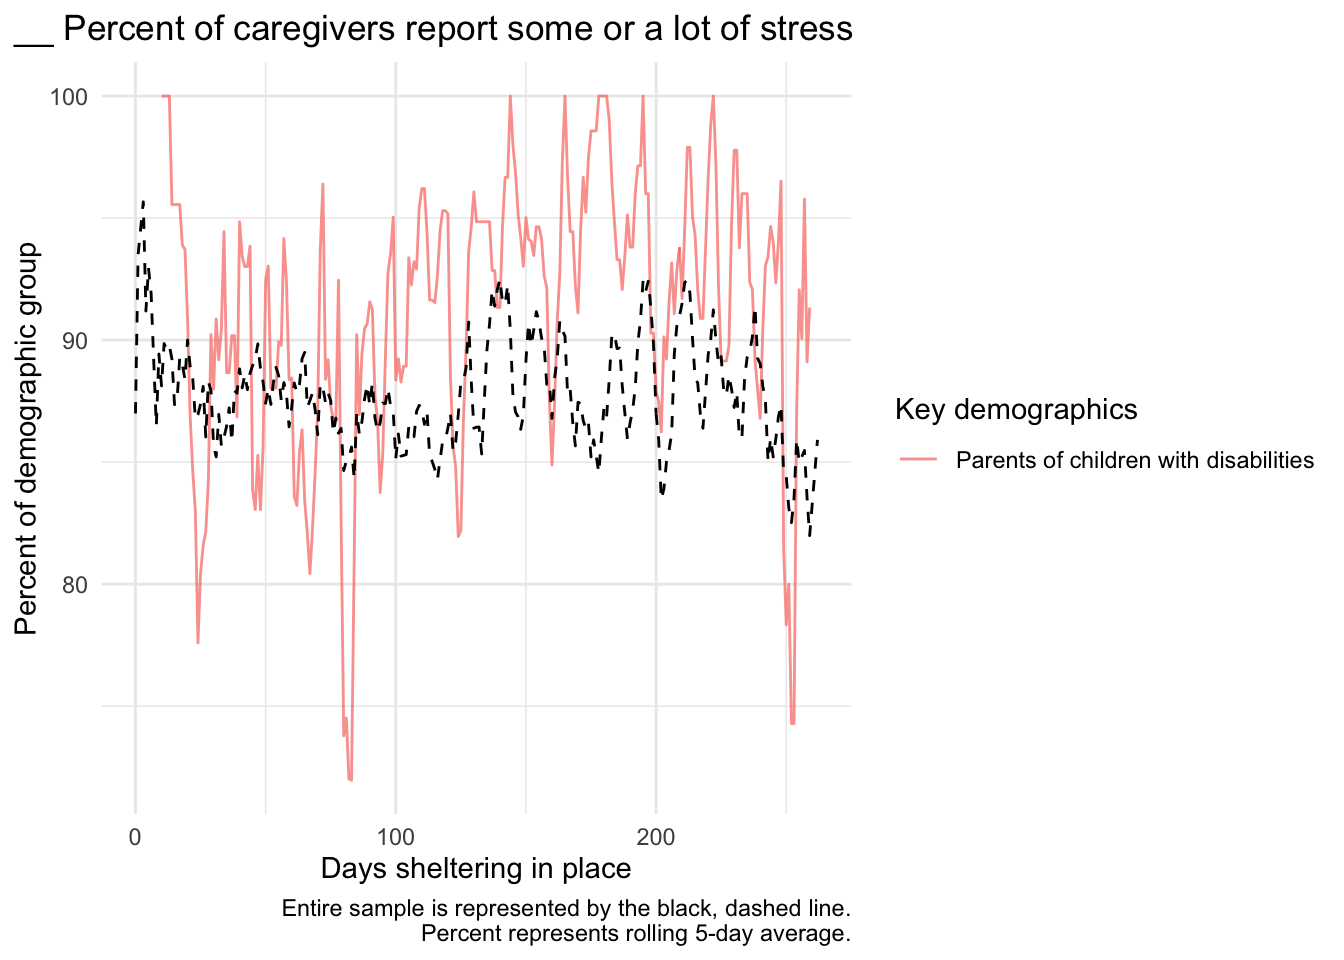 __ Percent of caregivers report some or a lot of stress
100
90
80
Percent of demographic group
0 100 200
Days sheltering in place
Key demographics
Parents of children with disabilities
Entire sample is represented by the black, dashed line.
Percent represents rolling 5-day average.